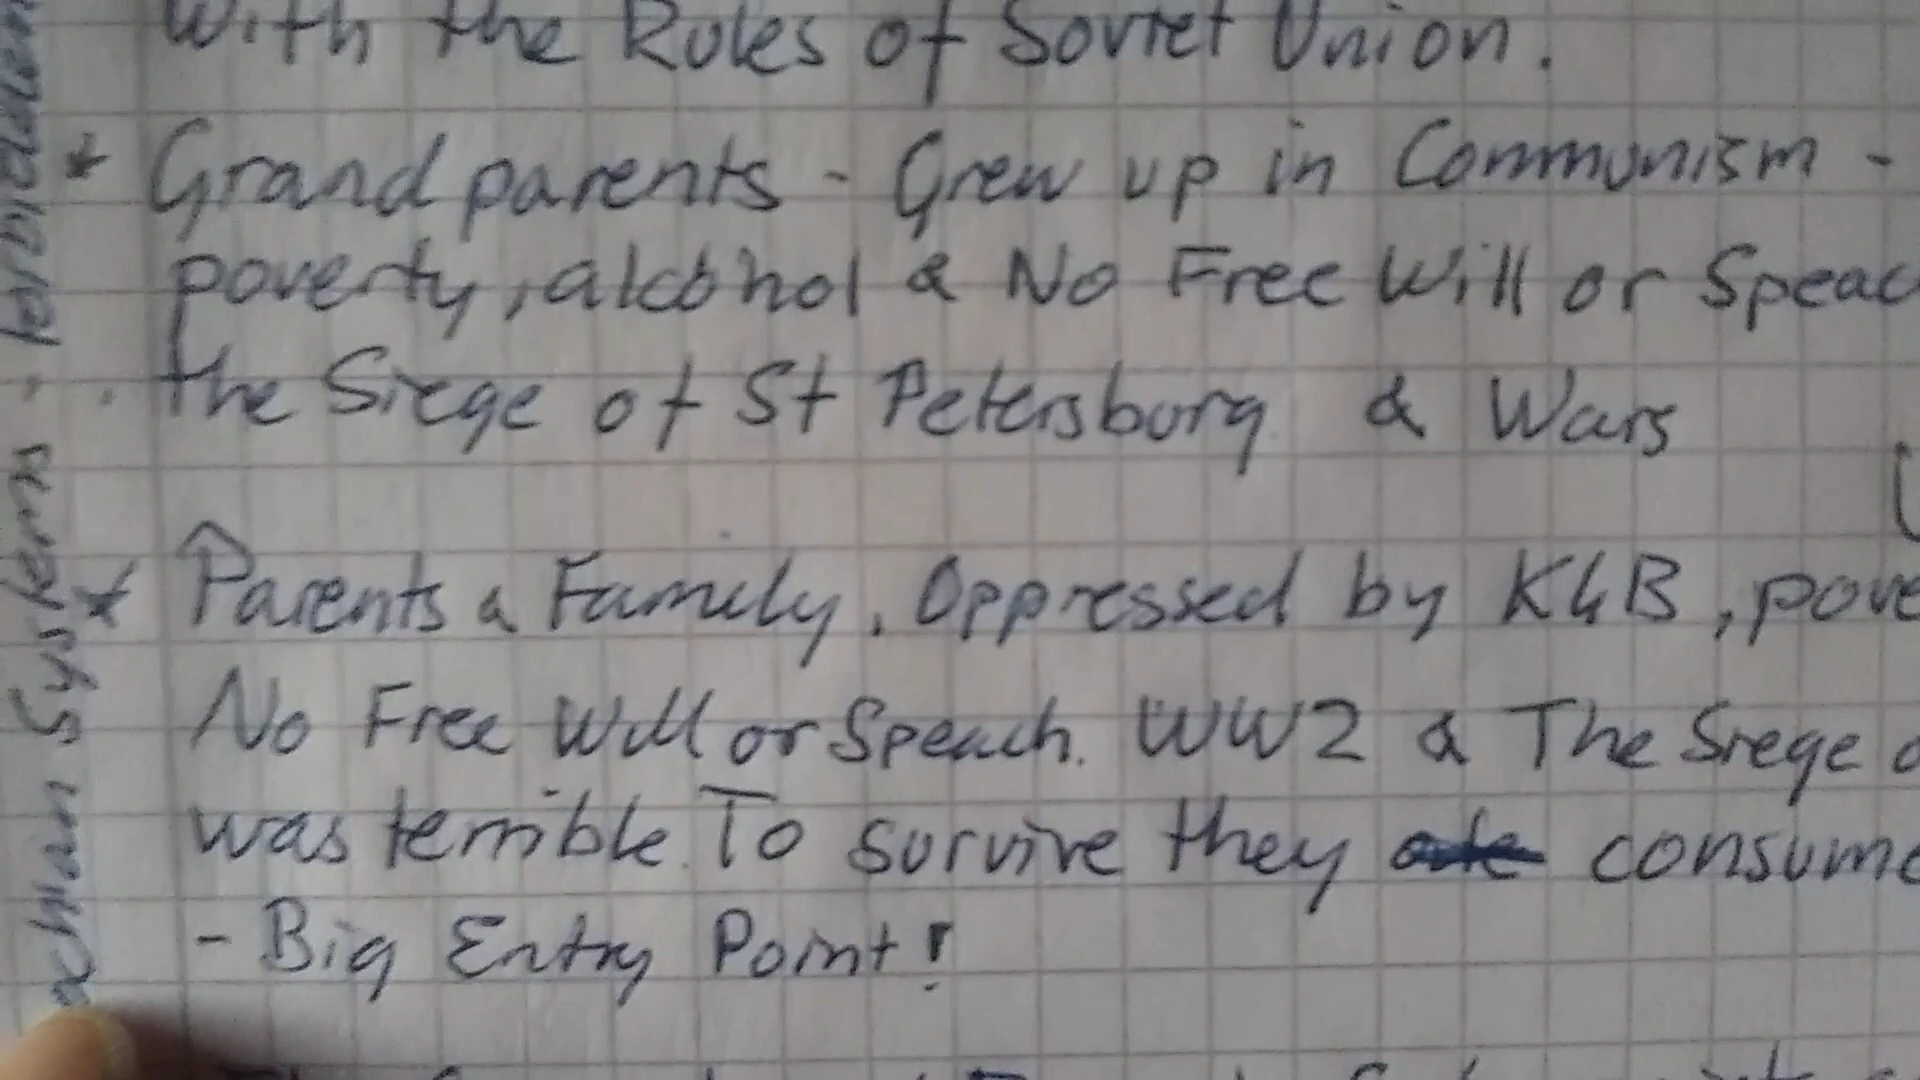 With the Rules of Soviet Union.
* Grandparents - Grew up in Communism -
poverty, alcohol & No Free Will or Speac
the Siege of St Petersburg & Wars
* Parents & Family. Oppressed by KGB, pove
No Free Will or Speach. WW2 & The Siege o
was terrible. To survive they ate consume
- Big Entry Point!
Systems -